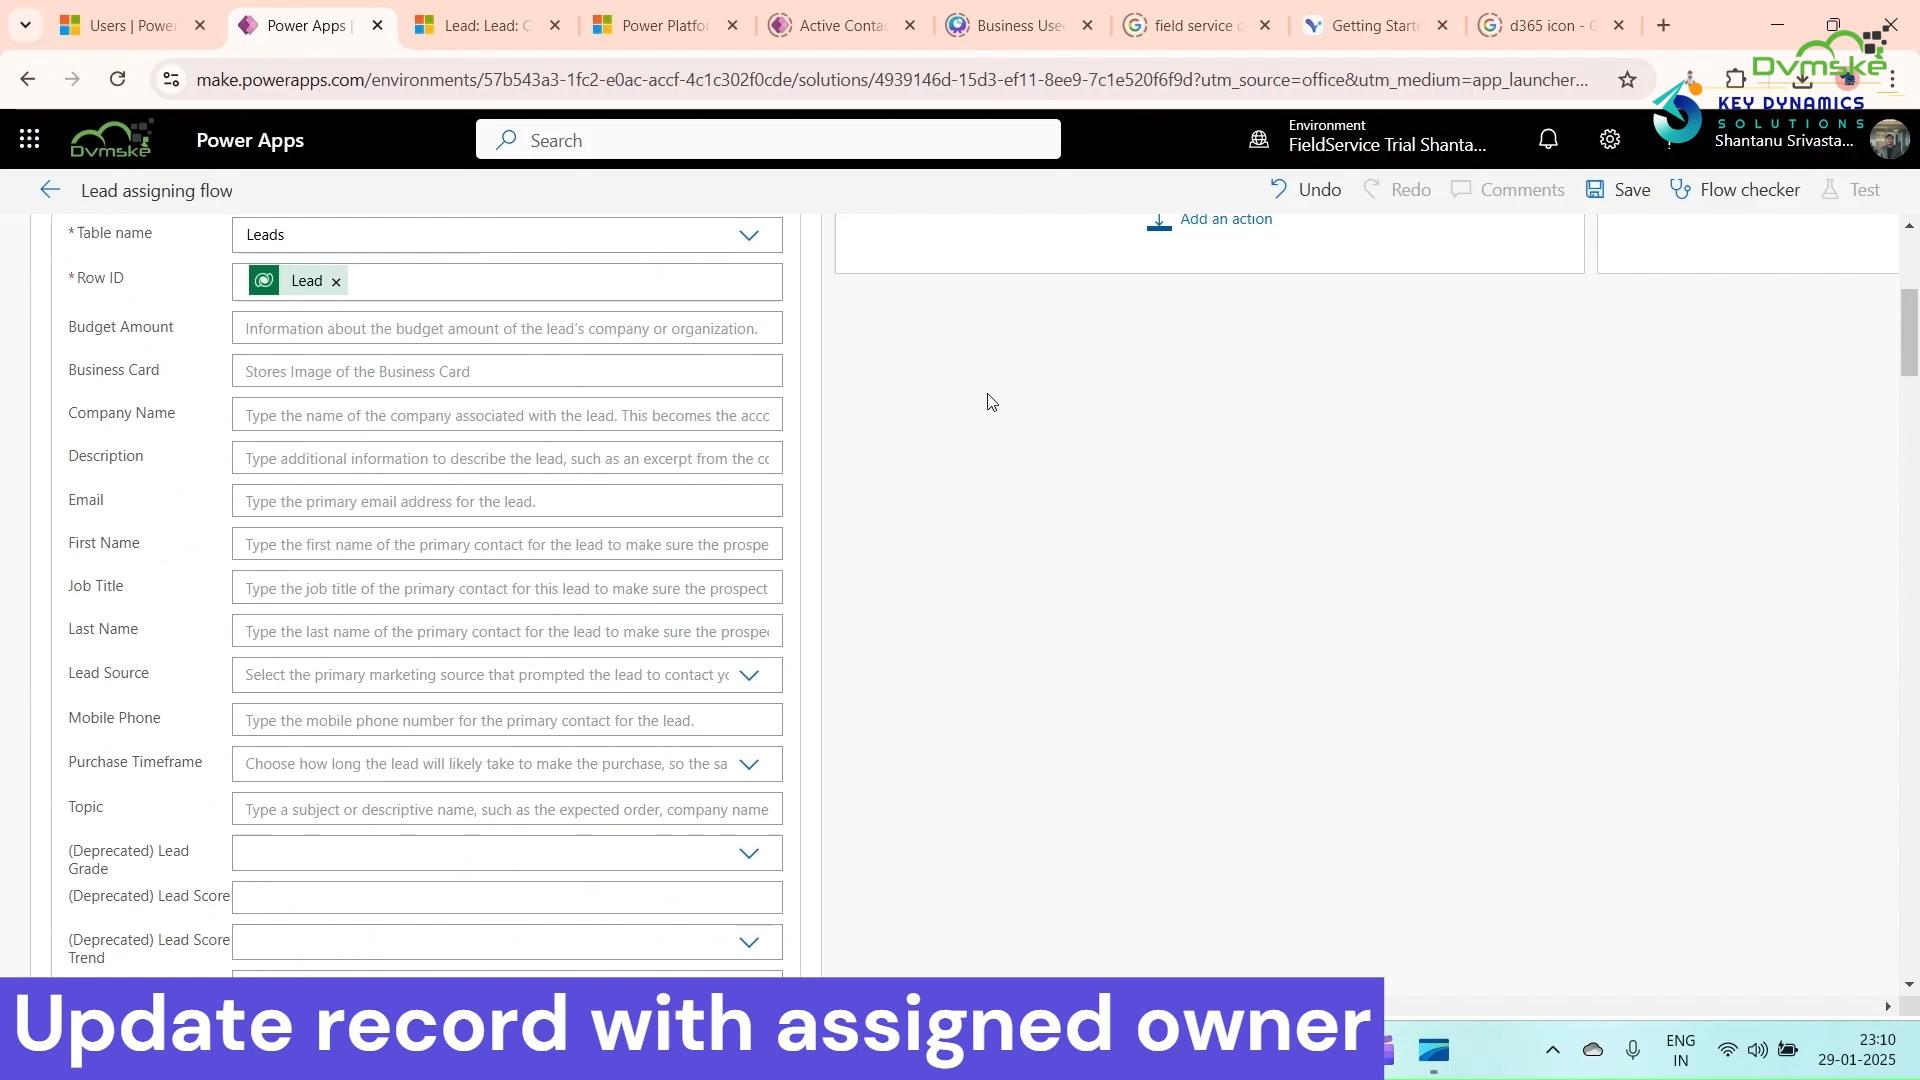 Users | Power
Power Apps |
Lead: Lead: C
Power Platfor
Active Conta
Business Use
field service o
Getting Starte
d365 icon - G
make.powerapps.com/environments/57b543a3-1fc2-e0ac-accf-4c1c302f0cde/solutions/4939146d-15d3-ef11-8ee9-7c1e520f6f9d?utm_source=office&utm_medium=app_launcher...
Dvmske
KEY DYNAMICS
SOLUTIONS
Dvmske
Power Apps
Search
Environment
FieldService Trial Shanta...
Shantanu Srivasta...
Lead assigning flow
Undo
Redo
Comments
Save
Flow checker
Test
* Table name
Leads
Add an action
* Row ID
Lead
Budget Amount
Information about the budget amount of the lead's company or organization.
Business Card
Stores Image of the Business Card
Company Name
Type the name of the company associated with the lead. This becomes the acco
Description
Type additional information to describe the lead, such as an excerpt from the co
Email
Type the primary email address for the lead.
First Name
Type the first name of the primary contact for the lead to make sure the prospe
Job Title
Type the job title of the primary contact for this lead to make sure the prospect
Last Name
Type the last name of the primary contact for the lead to make sure the prospe
Lead Source
Select the primary marketing source that prompted the lead to contact yo
Mobile Phone
Type the mobile phone number for the primary contact for the lead.
Purchase Timeframe
Choose how long the lead will likely take to make the purchase, so the sa
Topic
Type a subject or descriptive name, such as the expected order, company name
(Deprecated) Lead
Grade
(Deprecated) Lead Score
(Deprecated) Lead Score
Trend
Update record with assigned owner
ENG
IN
23:10
29-01-2025